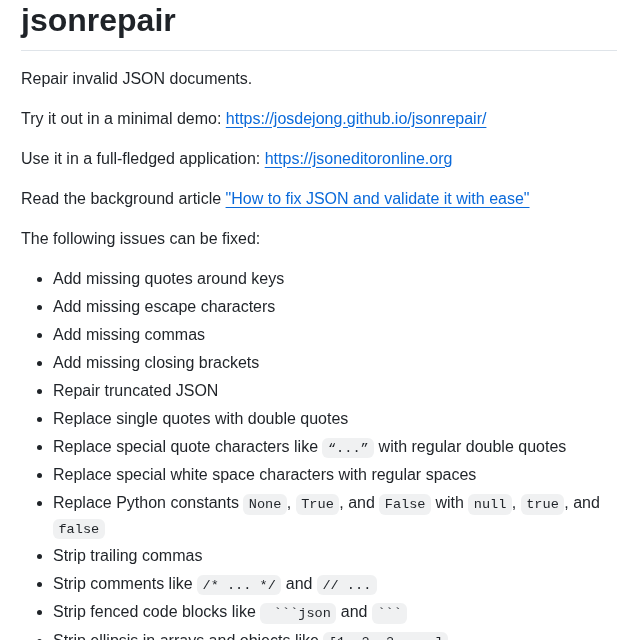 jsonrepair
Repair invalid JSON documents.
Try it out in a minimal demo: https://josdejong.github.io/jsonrepair/
Use it in a full-fledged application: https://jsoneditoronline.org
Read the background article "How to fix JSON and validate it with ease"
The following issues can be fixed:
• Add missing quotes around keys
• Add missing escape characters
• Add missing commas
• Add missing closing brackets
• Repair truncated JSON
• Replace single quotes with double quotes
• Replace special quote characters like “...” with regular double quotes
• Replace special white space characters with regular spaces
• Replace Python constants None, True, and False with null, true, and
false
• Strip trailing commas
• Strip comments like /* ... */ and // ...
• Strip fenced code blocks like ```json and ```
• Strip ellipsis in arrays and objects like